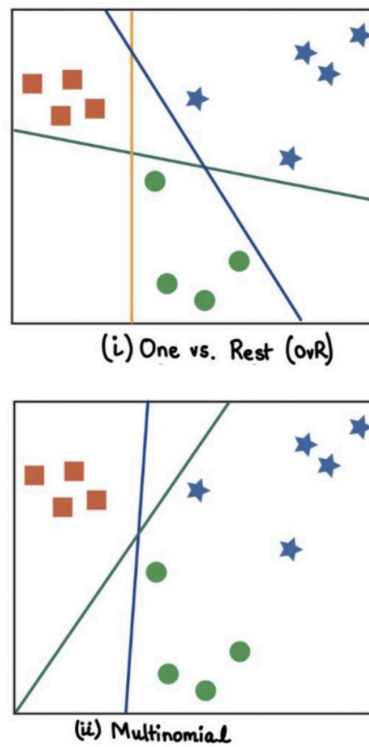 (i) One vs. Rest (OvR)
(ii) Multinomial